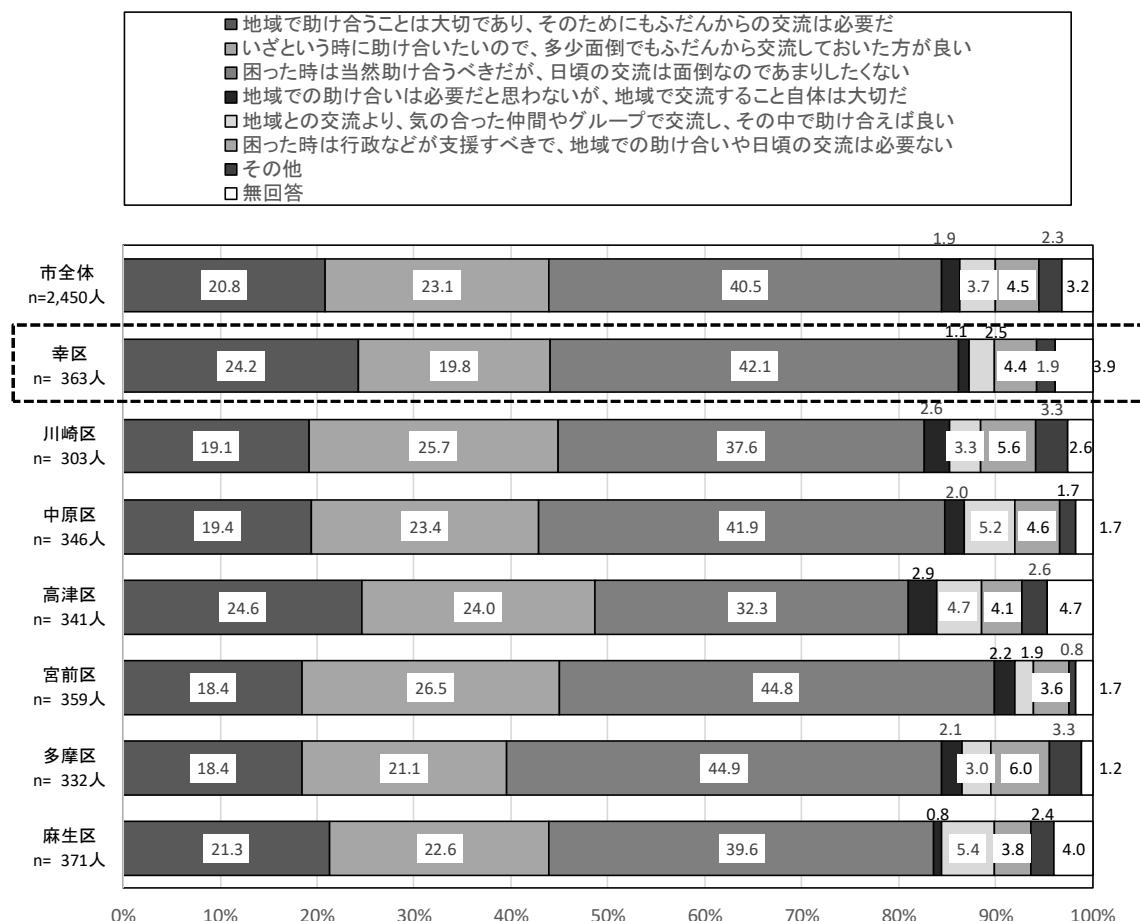 地域で助け合うことは大切であり、そのためにもふだんからの交流は必要だ
いざという時に助け合いたいので、多少面倒でもふだんから交流しておいた方が良い
困った時は当然助け合うべきだが、日頃の交流は面倒なのであまりしたくない
地域での助け合いは必要だと思わないが、地域で交流すること自体は大切だ
地域との交流より、気の合った仲間やグループで交流し、その中で助け合えば良い
困った時は行政などが支援すべきで、地域での助け合いや日頃の交流は必要ない
その他
無回答
1.9 2.3
市全体
n=2,450人
20.8 23.1 40.5 3.7 4.5 3.2
1.1 2.5
幸区
n= 363人
24.2 19.8 42.1 4.4 1.9 3.9
2.6 3.3
川崎区
n= 303人
19.1 25.7 37.6 3.3 5.6 2.6
2.0 1.7
中原区
n= 346人
19.4 23.4 41.9 5.2 4.6 1.7
2.9 2.6
高津区
n= 341人
24.6 24.0 32.3 4.7 4.1 4.7
2.2 1.9 0.8
宮前区
n= 359人
18.4 26.5 44.8 3.6 1.7
2.1 3.3
多摩区
n= 332人
18.4 21.1 44.9 3.0 6.0 1.2
0.8 2.4
麻生区
n= 371人
21.3 22.6 39.6 5.4 3.8 4.0
0% 10% 20% 30% 40% 50% 60% 70% 80% 90% 100%